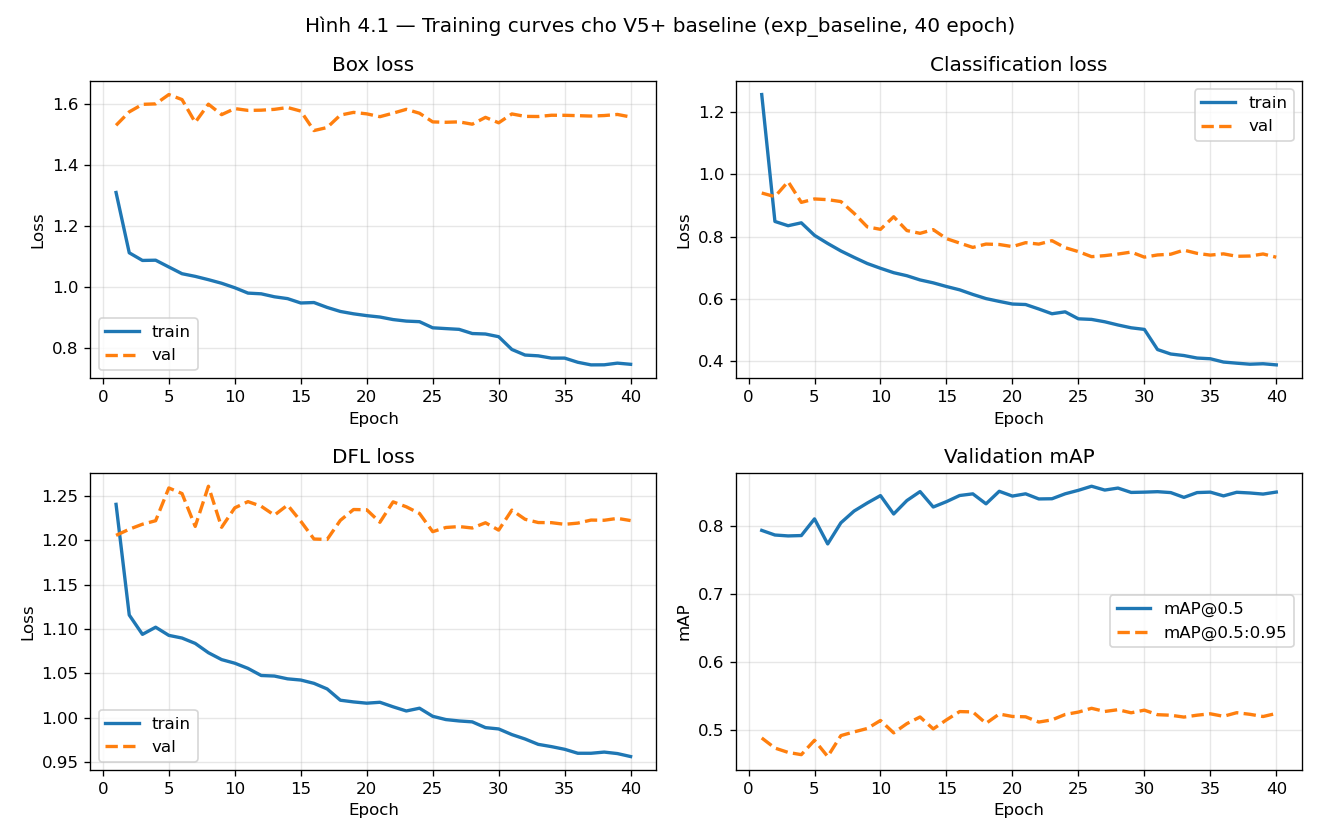 Hình 4.1 — Training curves cho V5+ baseline (exp_baseline, 40 epoch)
Box loss
Loss
1.6
1.4
1.2
1.0
0.8
train
val
0 5 10 15 20 25 30 35 40
Epoch
Classification loss
Loss
1.2
1.0
0.8
0.6
0.4
train
val
0 5 10 15 20 25 30 35 40
Epoch
DFL loss
Loss
1.25
1.20
1.15
1.10
1.05
1.00
0.95
train
val
0 5 10 15 20 25 30 35 40
Epoch
Validation mAP
mAP
0.8
0.7
0.6
0.5
mAP@0.5
mAP@0.5:0.95
0 5 10 15 20 25 30 35 40
Epoch